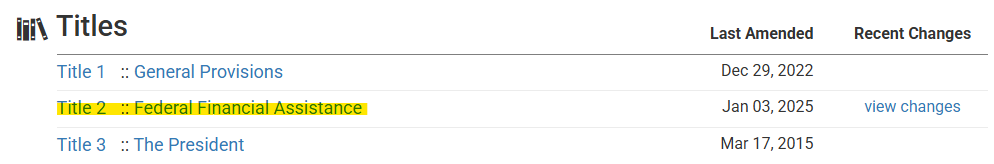 Titles Last Amended Recent Changes
Title 1 :: General Provisions Dec 29, 2022
Title 2 :: Federal Financial Assistance Jan 03, 2025 view changes
Title 3 :: The President Mar 17, 2015